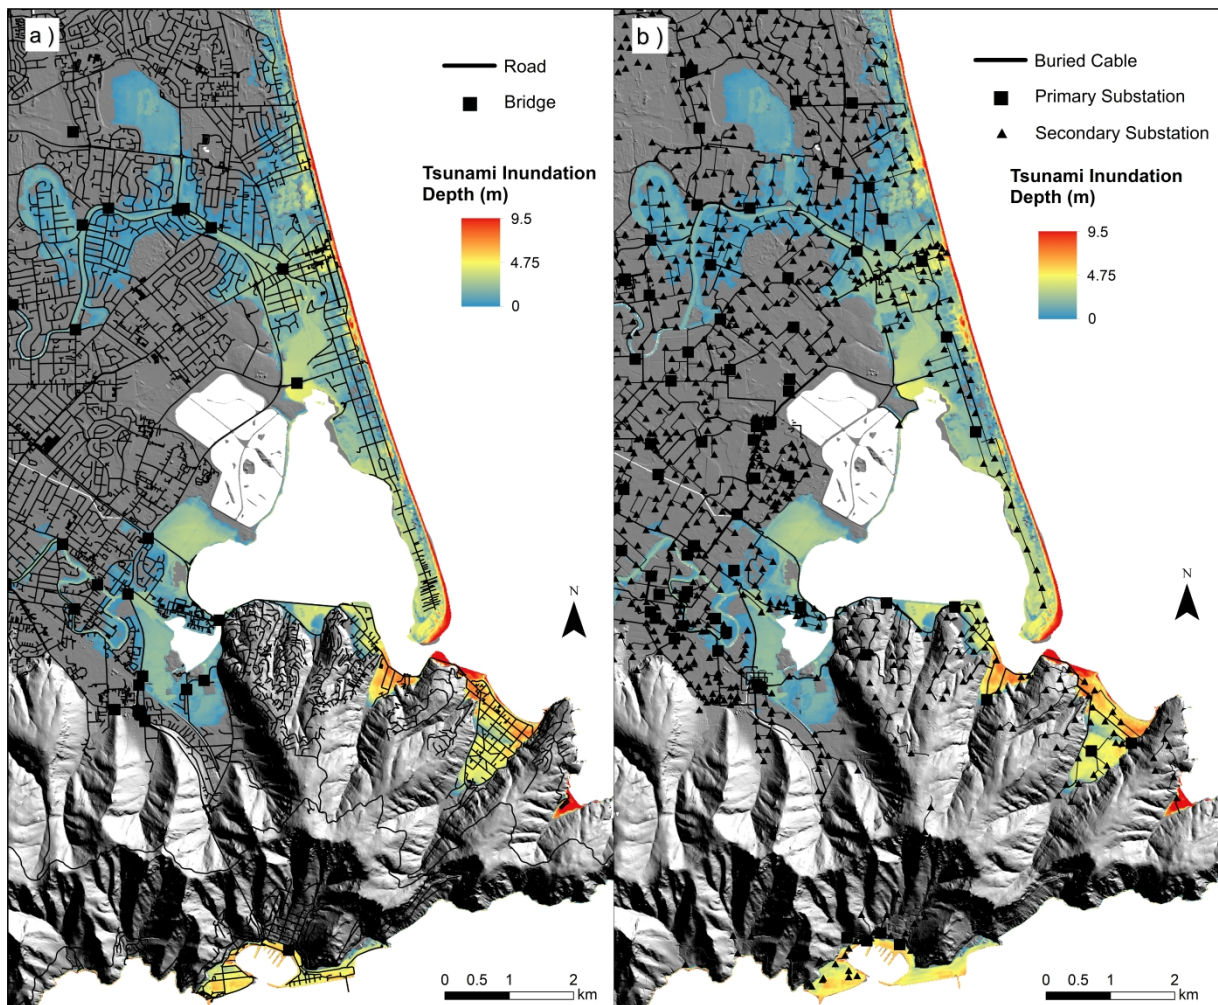 a )
Road
Bridge
Tsunami Inundation
Depth (m)
9.5
4.75
0
N
0 0.5 1 2
km
b )
Buried Cable
Primary Substation
Secondary Substation
Tsunami Inundation
Depth (m)
9.5
4.75
0
N
0 0.5 1 2
km